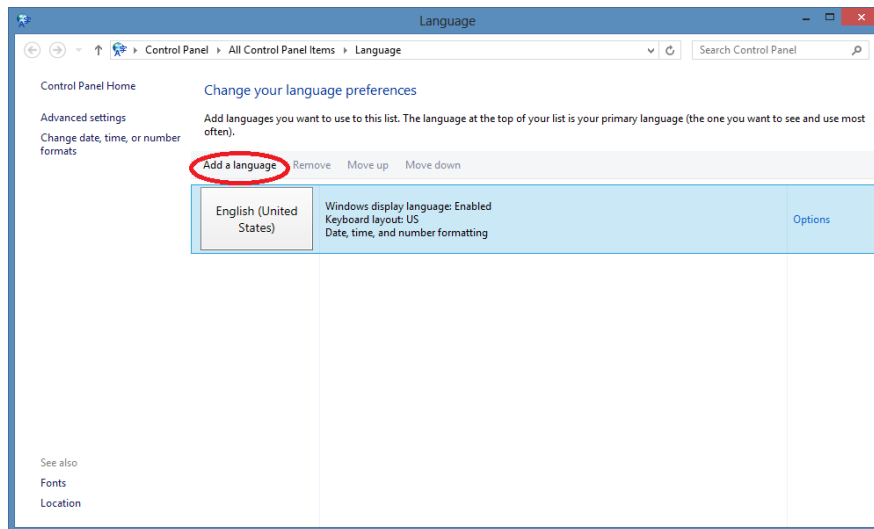 Language
Control Panel ▸ All Control Panel Items ▸ Language
Search Control Panel
Control Panel Home
Advanced settings
Change date, time, or number
formats
Change your language preferences
Add languages you want to use to this list. The language at the top of your list is your primary language (the one you want to see and use most
often).
Add a language Remove Move up Move down
English (United
States)
Windows display language: Enabled
Keyboard layout: US
Date, time, and number formatting
Options
See also
Fonts
Location